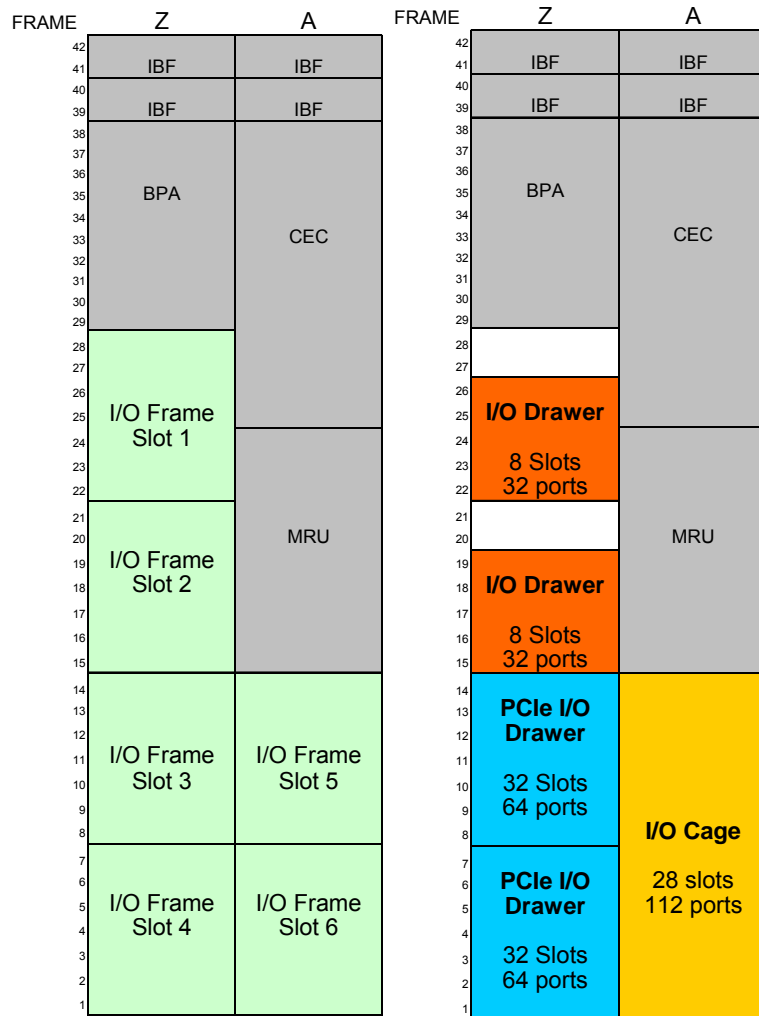 FRAME Z A
42
41 IBF IBF
40
39 IBF IBF
38
37
36
35 BPA
34
33 CEC
32
31
30
29
28
27
26
25 I/O Frame
Slot 1
24
23
22
21
20 MRU
19 I/O Frame
18 Slot 2
17
16
15
14
13
12
11 I/O Frame I/O Frame
10 Slot 3 Slot 5
9
8
7
6
5 I/O Frame I/O Frame
4 Slot 4 Slot 6
3
2
1
FRAME Z A
42
41 IBF IBF
40
39 IBF IBF
38
37
36
35 BPA
34
33 CEC
32
31
30
29
28
27
26
25 I/O Drawer
24
23 8 Slots
22 32 ports
21
20 MRU
19
18 I/O Drawer
17
16 8 Slots
15 32 ports
14
13 PCIe I/O
12 Drawer
11
10 32 Slots
9 64 ports
8 I/O Cage
7
6 PCIe I/O 28 slots
5 Drawer 112 ports
4
3 32 Slots
2 64 ports
1